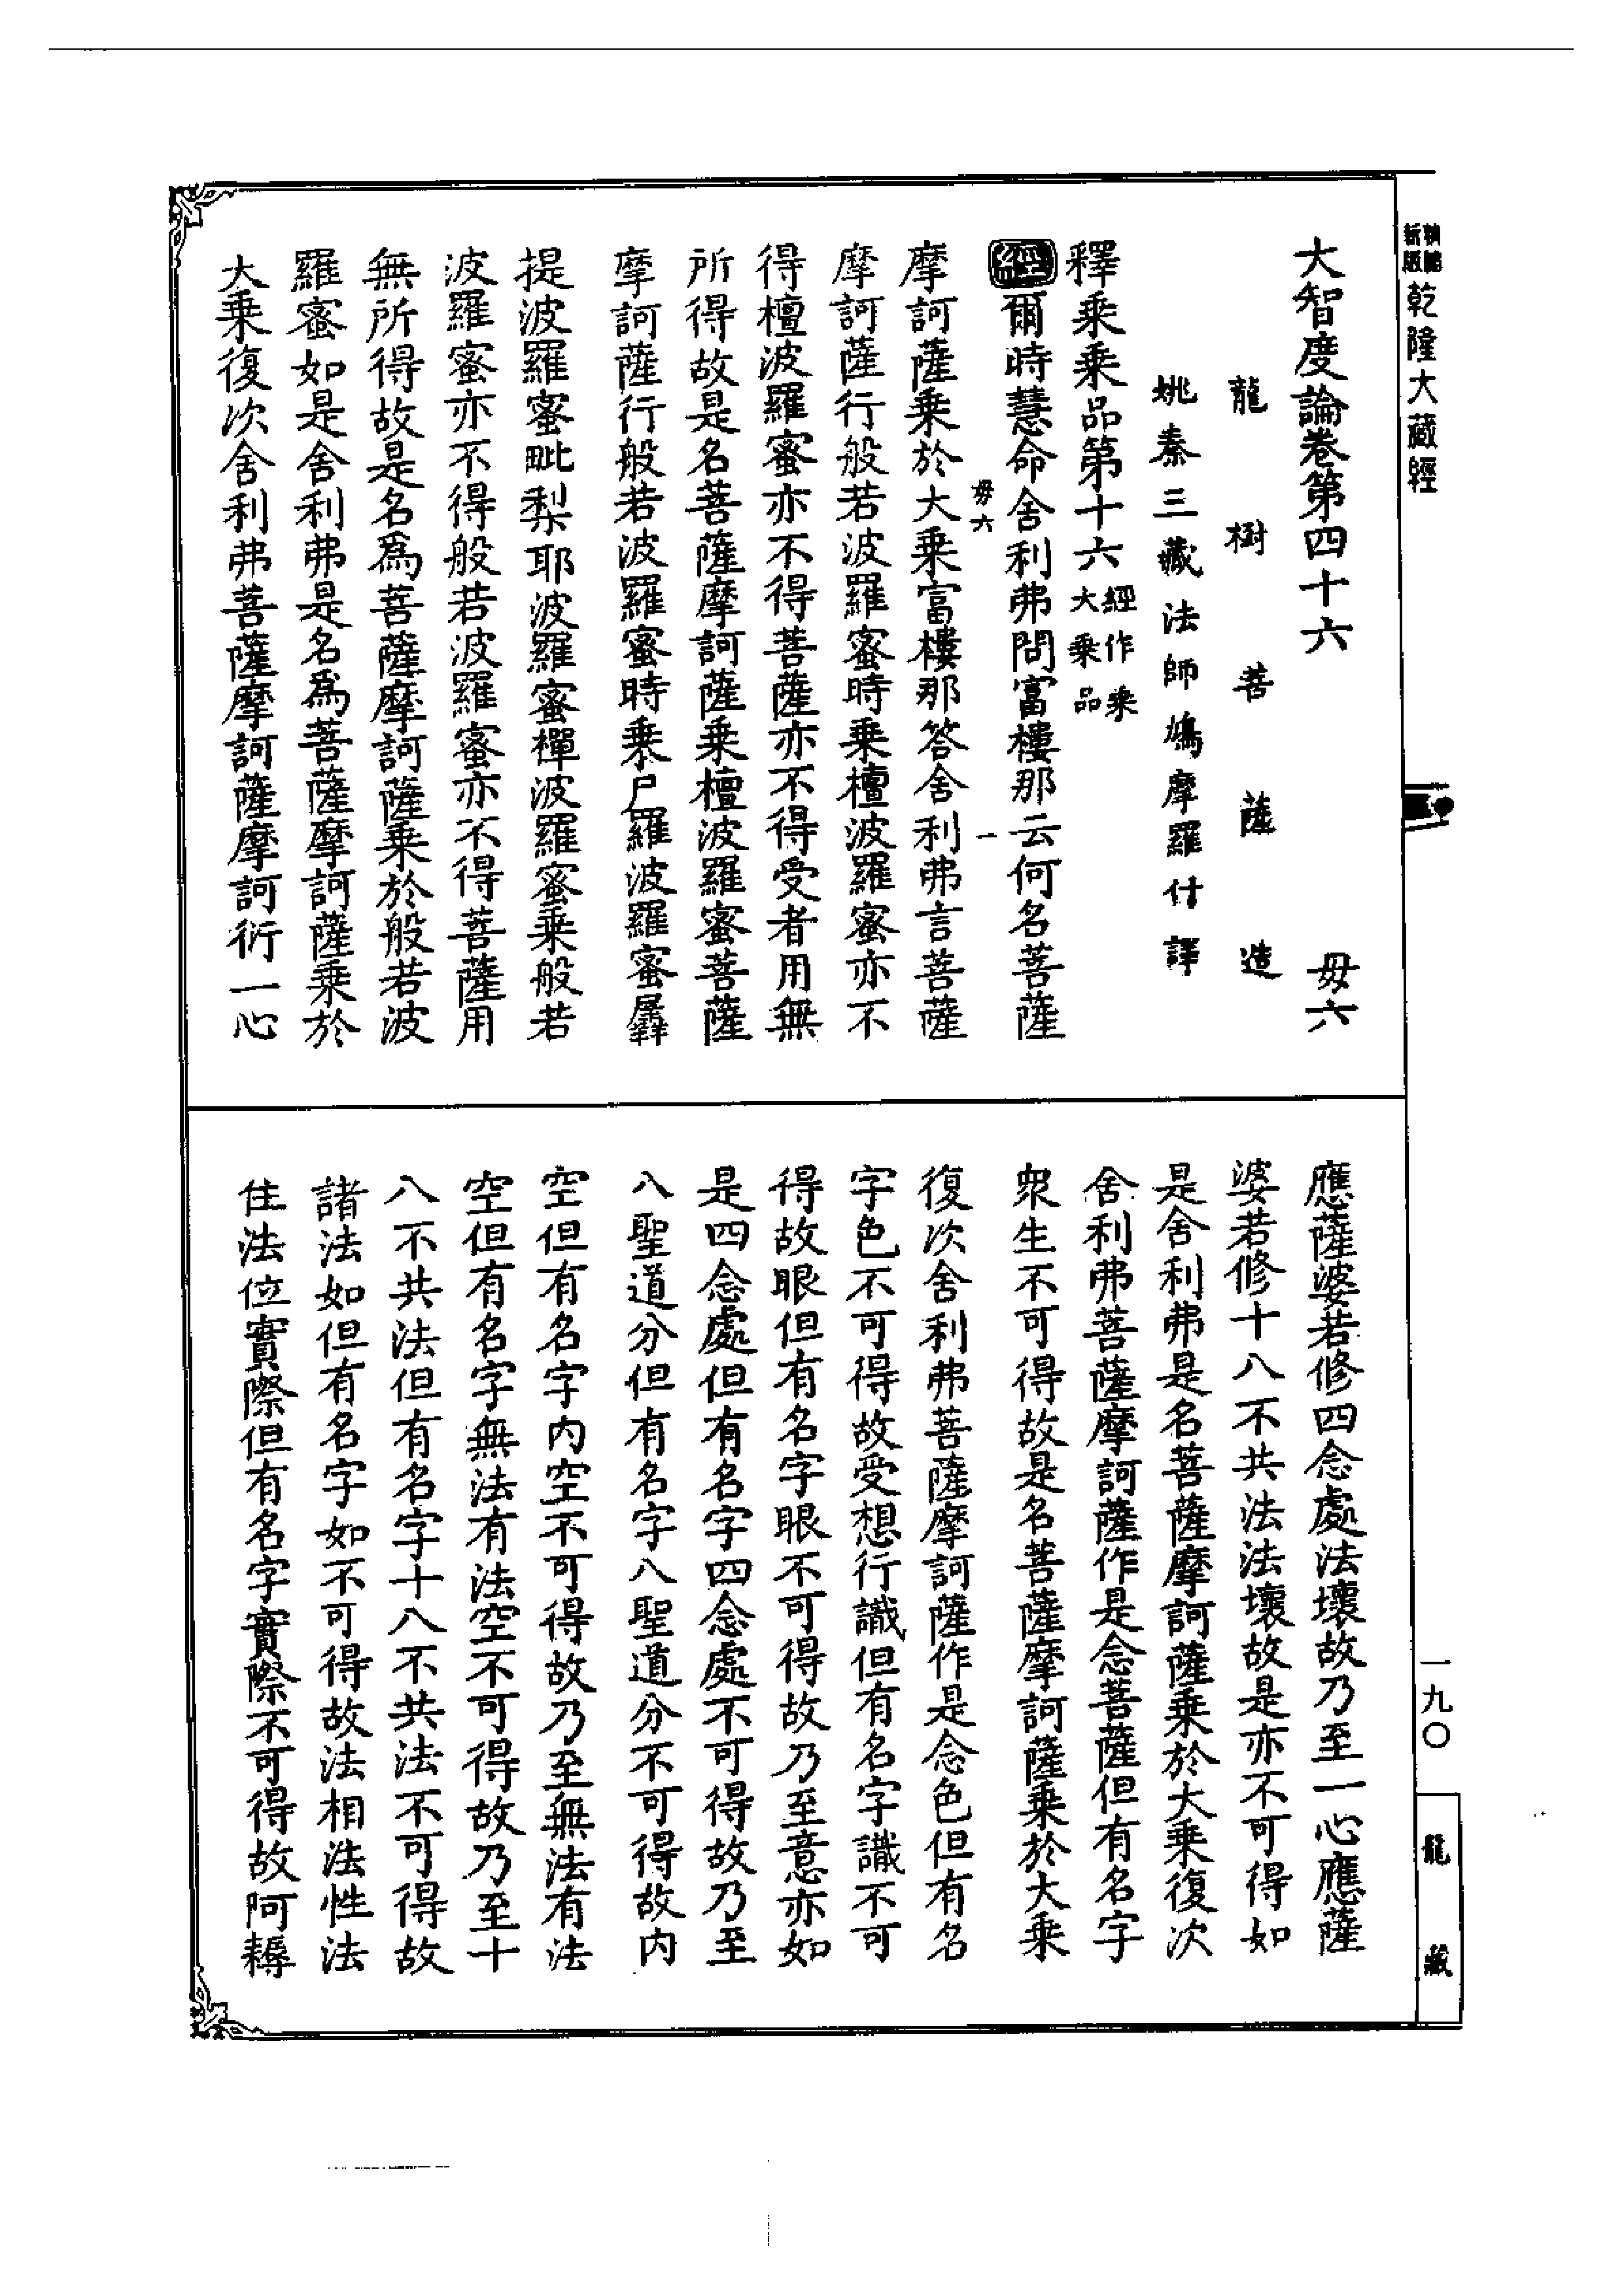 新版
乾隆大藏經
大智度論卷第四十六 毋六
龍樹菩薩造
姚秦三藏法師鳩摩羅什譯
釋乘乘品第十六經作乘大乘品
經爾時慧命舍利弗問富樓那云何名菩薩
毋六 一
摩訶薩乘於大乘富樓那答舍利弗言菩薩
摩訶薩行般若波羅蜜時乘檀波羅蜜亦不
得檀波羅蜜亦不得菩薩亦不得受者用無
所得故是名菩薩摩訶薩乘檀波羅蜜菩薩
摩訶薩行般若波羅蜜時乘尸羅波羅蜜羼
提波羅蜜毗梨耶波羅蜜禪波羅蜜乘般若
波羅蜜亦不得般若波羅蜜亦不得菩薩用
無所得故是名為菩薩摩訶薩乘於般若波
羅蜜如是舍利弗是名為菩薩摩訶薩乘於
大乘復次舍利弗菩薩摩訶薩摩訶衍一心
應薩婆若修四念處法壞故乃至一心應薩
婆若修十八不共法法壞故是亦不可得如
是舍利弗是名菩薩摩訶薩乘於大乘復次
舍利弗菩薩摩訶薩作是念菩薩但有名字
眾生不可得故是名菩薩摩訶薩乘於大乘
復次舍利弗菩薩摩訶薩作是念色但有名
字色不可得故受想行識但有名字識不可
得故眼但有名字眼不可得故乃至意亦如
是四念處但有名字四念處不可得故乃至
八聖道分但有名字八聖道分不可得故內
空但有名字內空不可得故乃至無法有法
空但有名字無法有法空不可得故乃至十
八不共法但有名字十八不共法不可得故
諸法如但有名字如不可得故法相法性法
住法位實際但有名字實際不可得故阿耨
一九〇
龍藏